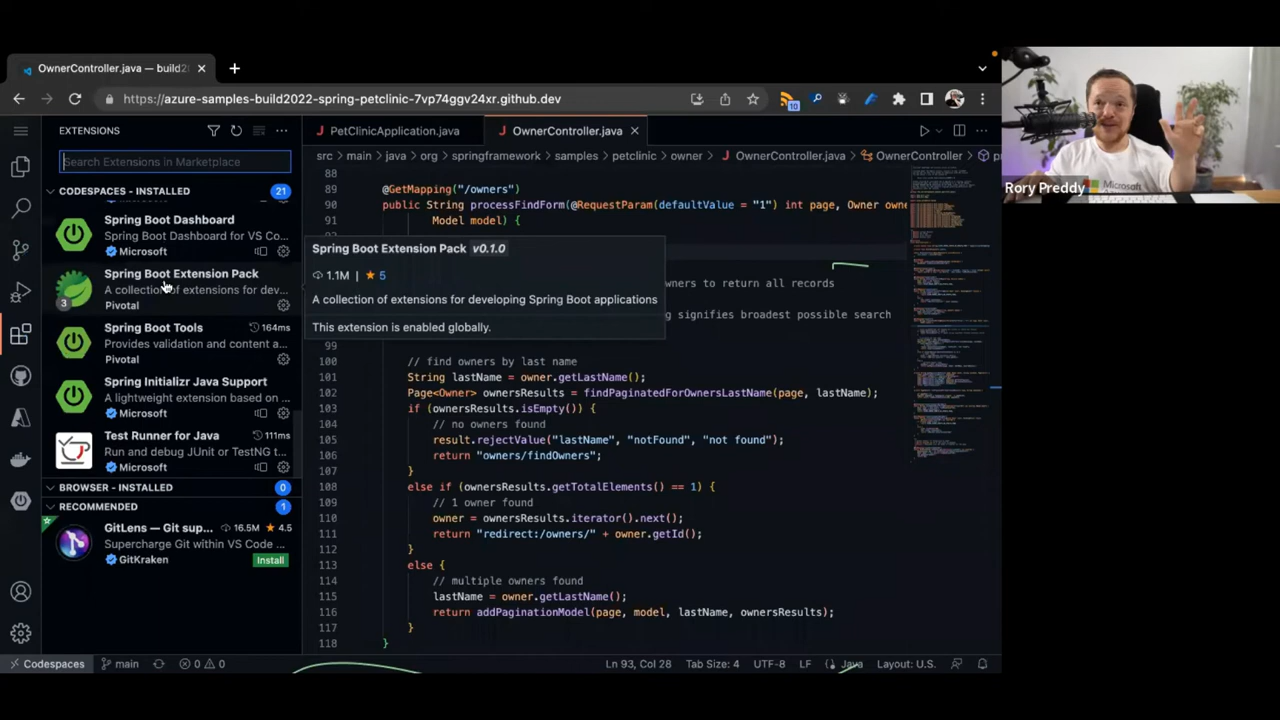 OwnerController.java — build2
https://azure-samples-build2022-spring-petclinic-7vp74ggv24xr.github.dev
10
EXTENSIONS
Search Extensions in Marketplace
CODESPACES - INSTALLED
21
Spring Boot Dashboard
Spring Boot Dashboard for VS Co...
Microsoft
Spring Boot Extension Pack
A collection of extensions for dev...
3
Pivotal
Spring Boot Tools
194ms
Provides validation and content a...
Pivotal
Spring Initializr Java Support
A lightweight extension based on ...
Microsoft
Test Runner for Java
111ms
Run and debug JUnit or TestNG t...
Microsoft
BROWSER - INSTALLED
0
RECOMMENDED
1
GitLens — Git sup...
16.5M
4.5
Supercharge Git within VS Code ...
GitKraken
Install
PetClinicApplication.java
OwnerController.java
src > main > java > org > springframework > samples > petclinic > owner > OwnerController.java > OwnerController >
88
89 @GetMapping("/owners")
90 public String processFindForm(@RequestParam(defaultValue = "1") int page, Owner owne
91 Model model) {
Spring Boot Extension Pack v0.1.0
1.1M | 5
A collection of extensions for developing Spring Boot applications
This extension is enabled globally.
wners to return all records
g signifies broadest possible search
99
100 // find owners by last name
101 String lastName = owner.getLastName();
102 Page<Owner> ownersResults = findPaginatedForOwnersLastName(page, lastName);
103 if (ownersResults.isEmpty()) {
104 // no owners found
105 result.rejectValue("lastName", "notFound", "not found");
106 return "owners/findOwners";
107 }
108 else if (ownersResults.getTotalElements() == 1) {
109 // 1 owner found
110 owner = ownersResults.iterator().next();
111 return "redirect:/owners/" + owner.getId();
112 }
113 else {
114 // multiple owners found
115 lastName = owner.getLastName();
116 return addPaginationModel(page, model, lastName, ownersResults);
117 }
118 }
Codespaces
main
0
0
Ln 93, Col 28
Tab Size: 4
UTF-8
LF
{} Java
Layout: U.S.
Rory Preddy
Microsoft